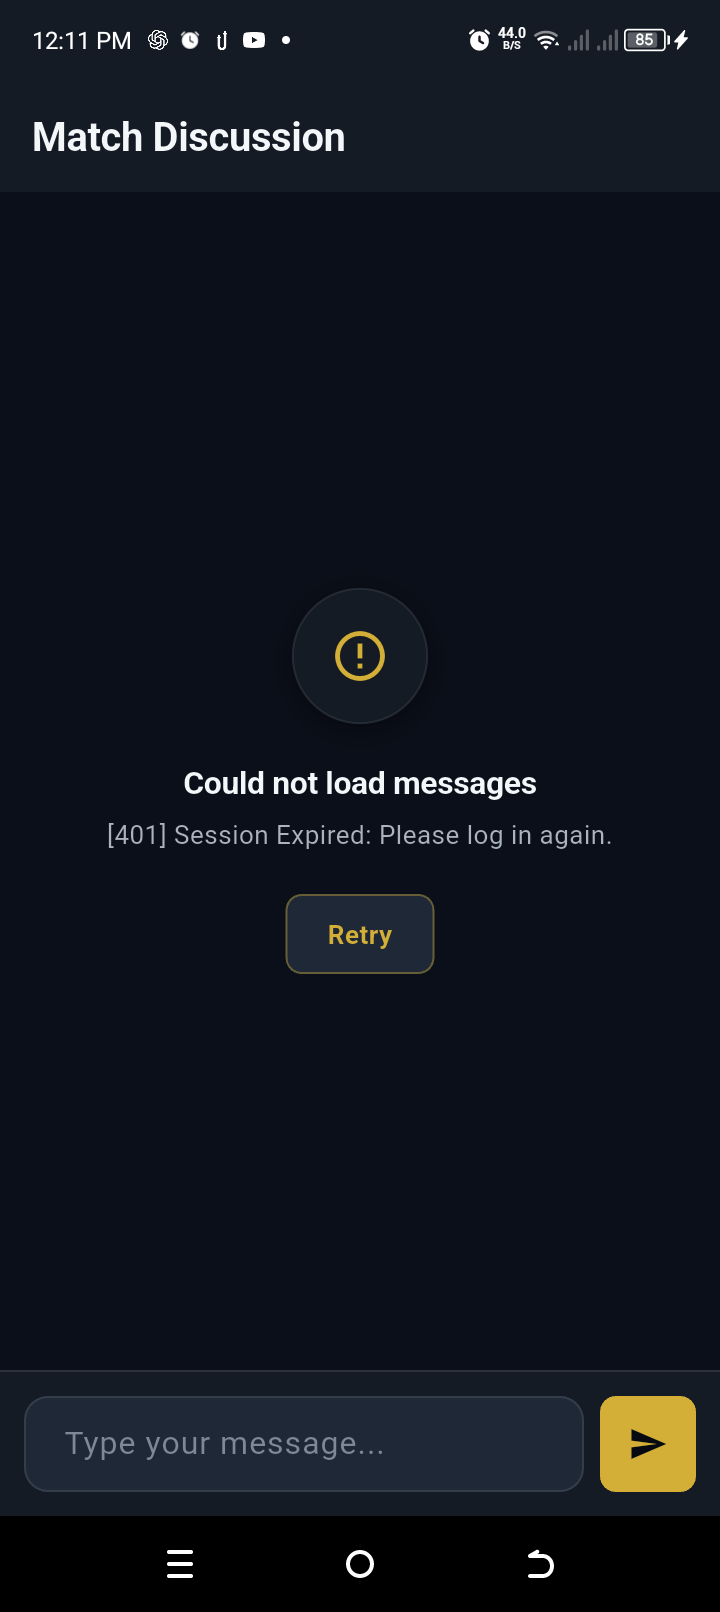 12:11 PM
44.0
B/S
85
Match Discussion
Could not load messages
[401] Session Expired: Please log in again.
Retry
Type your message...